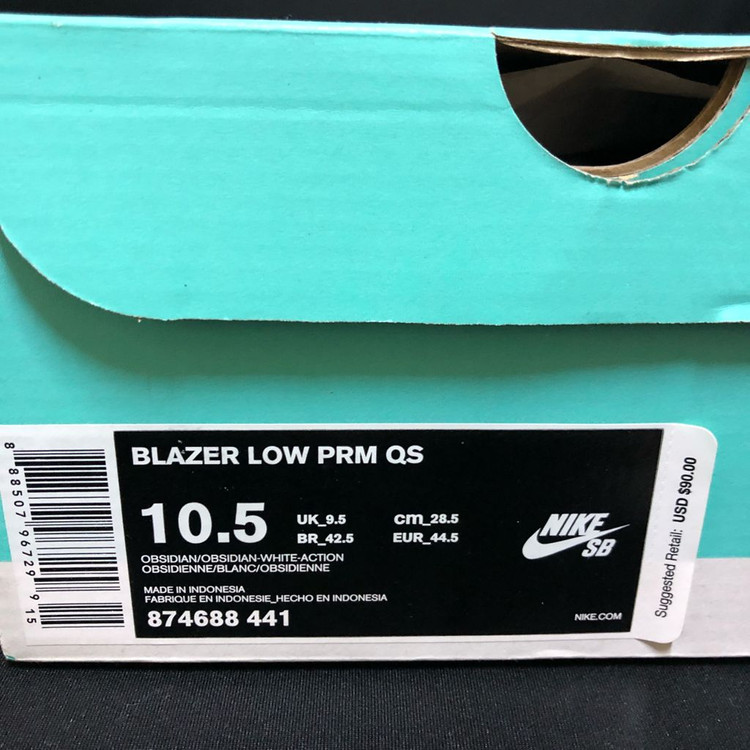 BLAZER LOW PRM QS
10.5
UK_9.5
cm_28.5
BR_42.5
EUR_44.5
OBSIDIAN/OBSIDIAN-WHITE-ACTION
OBSIDIENNE/BLANC/OBSIDIENNE
MADE IN INDONESIA
FABRIQUE EN INDONESIE_HECHO EN INDONESIA
874688 441
NIKE
SB
NIKE.COM
Suggested Retail: USD $90.00
8 88507 96729 9 15